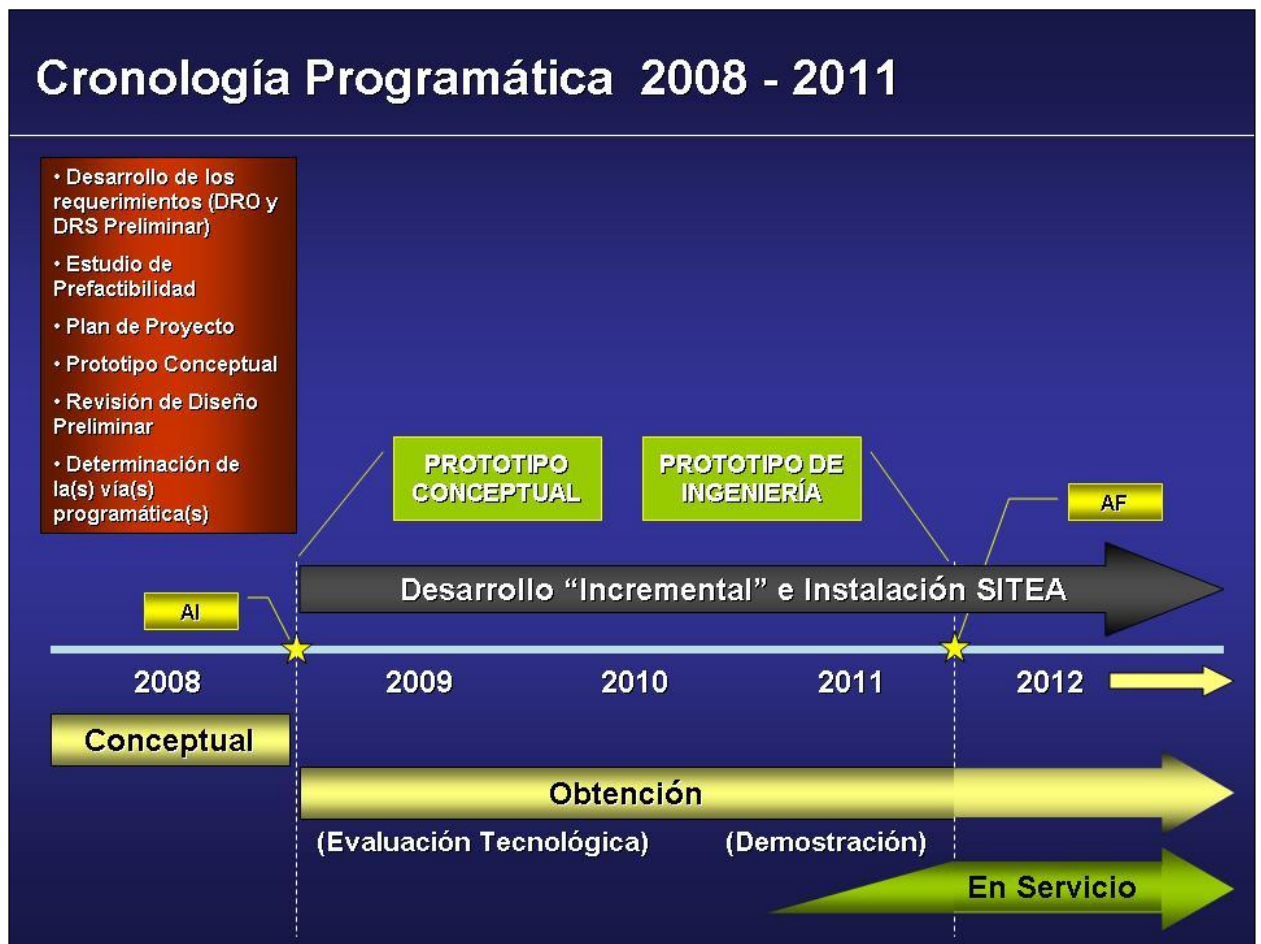 Cronología Programática 2008 - 2011
• Desarrollo de los
requerimientos (DRO y
DRS Preliminar)
• Estudio de
Prefactibilidad
• Plan de Proyecto
• Prototipo Conceptual
• Revisión de Diseño
Preliminar
• Determinación de
la(s) vía(s)
programática(s)
PROTOTIPO
CONCEPTUAL
PROTOTIPO DE
INGENIERÍA
AF
Desarrollo “Incremental” e Instalación SITEA
AI
2008 2009 2010 2011 2012
Conceptual
Obtención
(Evaluación Tecnológica) (Demostración)
En Servicio